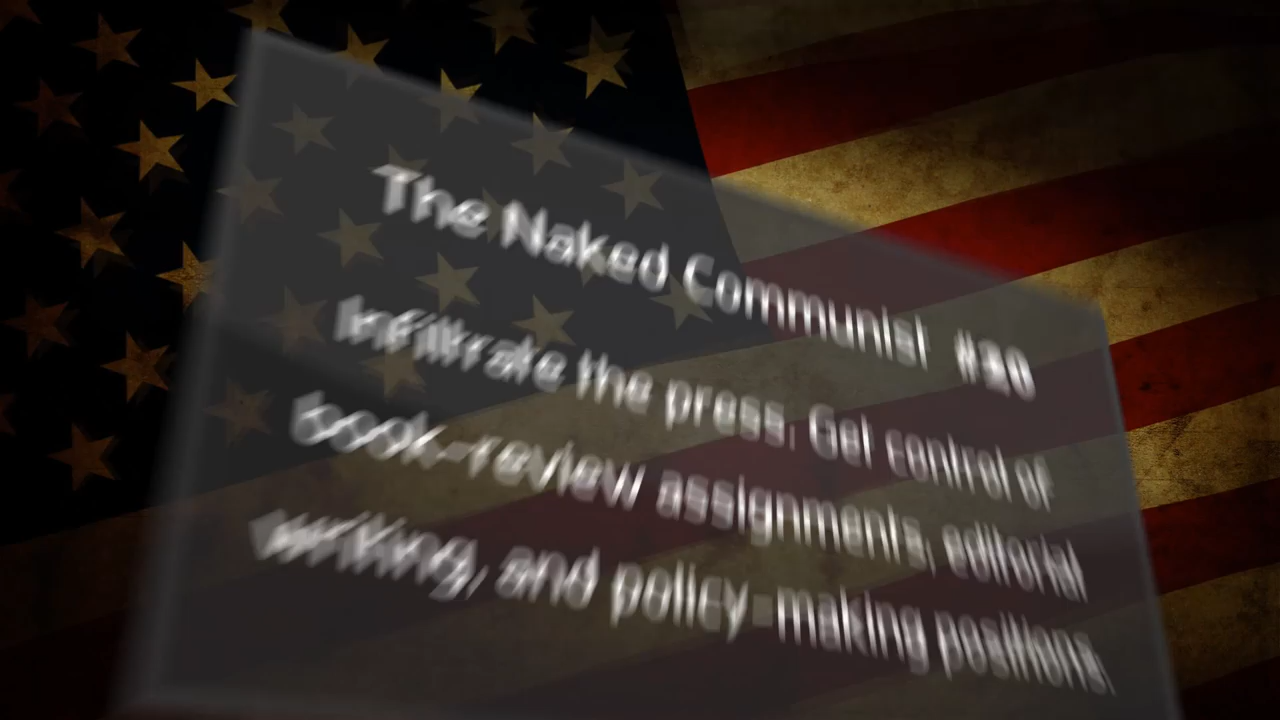 The Naked Communist #20
Infiltrate the press. Get control of
book-review assignments, editorial
writing, and policy-making positions.